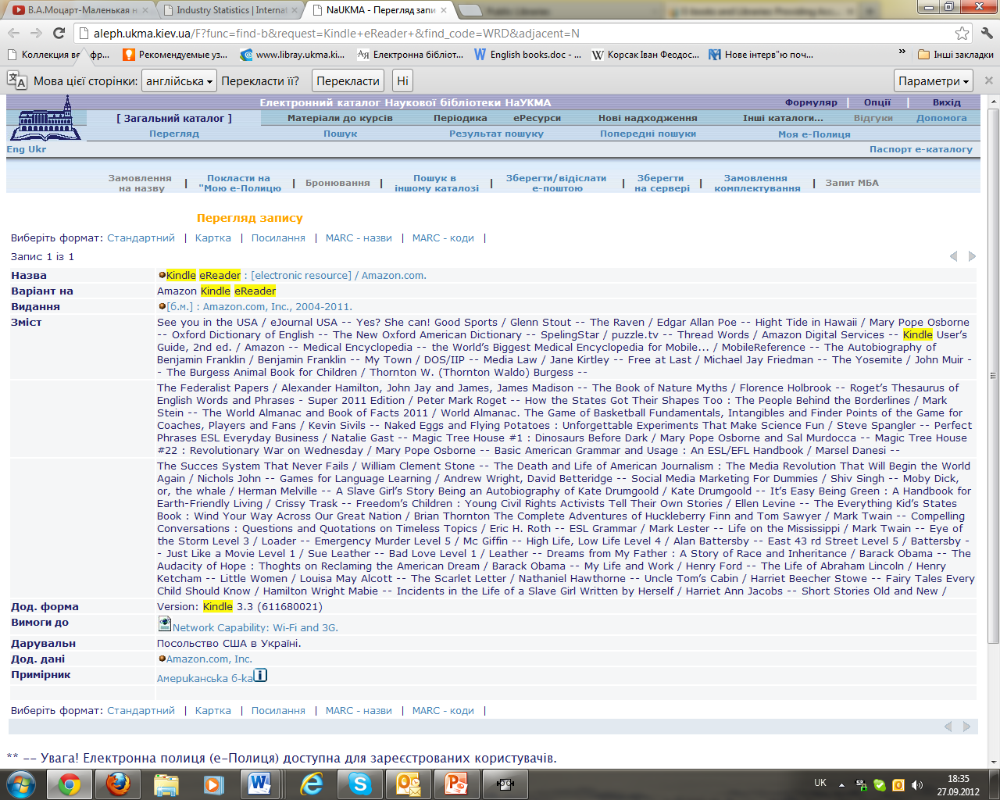 В.А.Моцарт-Маленькая н
Industry Statistics | Internat
NaUKMA - Перегляд запи
aleph.ukma.kiev.ua/F?func=find-b&request=Kindle+eReader+&find_code=WRD&adjacent=N
Коллекция ве фр...
Рекомендуемые уз...
www.libray.ukma.ki...
Електронна бібліот...
English books.doc - ...
Корсак Іван Феодос...
Нове інтерв"ю поч...
»
Інші закладки
Мова цієї сторінки: англійська Перекласти її? Перекласти Ні Параметри
Електронний каталог Наукової бібліотеки НаУКМА Формуляр | Опції | Вихід
[ Загальний каталог ] Матеріали до курсів Періодика еРесурси Нові надходження Інші каталоги... Відгуки Допомога
Перегляд Пошук Результат пошуку Попередні пошуки Моя е-Полиця
Eng Ukr Паспорт е-каталогу
Замовлення на назву | Покласти на "Мою е-Полицю | Бронювання | Пошук в іншому каталозі | Зберегти/відіслати е-поштою | Зберегти на сервері | Замовлення комплектування | Запит МБА
Перегляд запису
Виберіть формат: Стандартний | Картка | Посилання | MARC - назви | MARC - коди |
Запис 1 із 1
Назва Kindle eReader : [electronic resource] / Amazon.com.
Варіант на Amazon Kindle eReader
Видання [б.м.] : Amazon.com, Inc., 2004-2011.
Зміст See you in the USA / eJournal USA -- Yes? She can! Good Sports / Glenn Stout -- The Raven / Edgar Allan Poe -- Hight Tide in Hawaii / Mary Pope Osborne
-- Oxford Dictionary of English -- The New Oxford American Dictionary -- SpelingStar / puzzle.tv -- Thread Words / Amazon Digital Services -- Kindle User's
Guide, 2nd ed. / Amazon -- Medical Encyclopedia -- the World's Biggest Medical Encyclopedia for Mobile... / MobileReference -- The Autobiography of
Benjamin Franklin / Benjamin Franklin -- My Town / DOS/IIP -- Media Law / Jane Kirtley -- Free at Last / Michael Jay Friedman -- The Yosemite / John Muir -
- The Burgess Animal Book for Children / Thornton W. (Thornton Waldo) Burgess --
The Federalist Papers / Alexander Hamilton, John Jay and James, James Madison -- The Book of Nature Myths / Florence Holbrook -- Roget's Thesaurus of
English Words and Phrases - Super 2011 Edition / Peter Mark Roget -- How the States Got Their Shapes Too : The People Behind the Borderlines / Mark
Stein -- The World Almanac and Book of Facts 2011 / World Almanac. The Game of Basketball Fundamentals, Intangibles and Finder Points of the Game for
Coaches, Players and Fans / Kevin Sivils -- Naked Eggs and Flying Potatoes : Unforgettable Experiments That Make Science Fun / Steve Spangler -- Perfect
Phrases ESL Everyday Business / Natalie Gast -- Magic Tree House #1 : Dinosaurs Before Dark / Mary Pope Osborne and Sal Murdocca -- Magic Tree House
#22 : Revolutionary War on Wednesday / Mary Pope Osborne -- Basic American Grammar and Usage : An ESL/EFL Handbook / Marsel Danesi --
The Succes System That Never Fails / William Clement Stone -- The Death and Life of American Journalism : The Media Revolution That Will Begin the World
Again / Nichols John -- Games for Language Learning / Andrew Wright, David Betteridge -- Social Media Marketing For Dummies / Shiv Singh -- Moby Dick,
or, the whale / Herman Melville -- A Slave Girl's Story Being an Autobiography of Kate Drumgoold / Kate Drumgoold -- It's Easy Being Green : A Handbook for
Earth-Friendly Living / Crissy Trask -- Freedom's Children : Young Civil Rights Activists Tell Their Own Stories / Ellen Levine -- The Everything Kid's States
Book : Wind Your Way Across Our Great Nation / Brian Thornton The Complete Adventures of Huckleberry Finn and Tom Sawyer / Mark Twain -- Compelling
Conversations : Questions and Quotations on Timeless Topics / Eric H. Roth -- ESL Grammar / Mark Lester -- Life on the Mississippi / Mark Twain -- Eye of
the Storm Level 3 / Loader -- Emergency Murder Level 5 / Mc Giffin -- High Life, Low Life Level 4 / Alan Battersby -- East 43 rd Street Level 5 / Battersby -
- Just Like a Movie Level 1 / Sue Leather -- Bad Love Level 1 / Leather -- Dreams from My Father : A Story of Race and Inheritance / Barack Obama -- The
Audacity of Hope : Thoghts on Reclaming the American Dream / Barack Obama -- My Life and Work / Henry Ford -- The Life of Abraham Lincoln / Henry
Ketcham -- Little Women / Louisa May Alcott -- The Scarlet Letter / Nathaniel Hawthorne -- Uncle Tom's Cabin / Harriet Beecher Stowe -- Fairy Tales Every
Child Should Know / Hamilton Wright Mabie -- Incidents in the Life of a Slave Girl Written by Herself / Harriet Ann Jacobs -- Short Stories Old and New /
Дод. форма Version: Kindle 3.3 (611680021)
Вимоги до Network Capability: Wi-Fi and 3G.
Дарувальн Посольство США в Україні.
Дод. дані Amazon.com, Inc.
Примірник Американська б-ка
Виберіть формат: Стандартний | Картка | Посилання | MARC - назви | MARC - коди |
** -- Увага! Електронна полиця (е-Полиця) доступна для зареєстрованих користувачів.
UK 18:35
27.09.2012